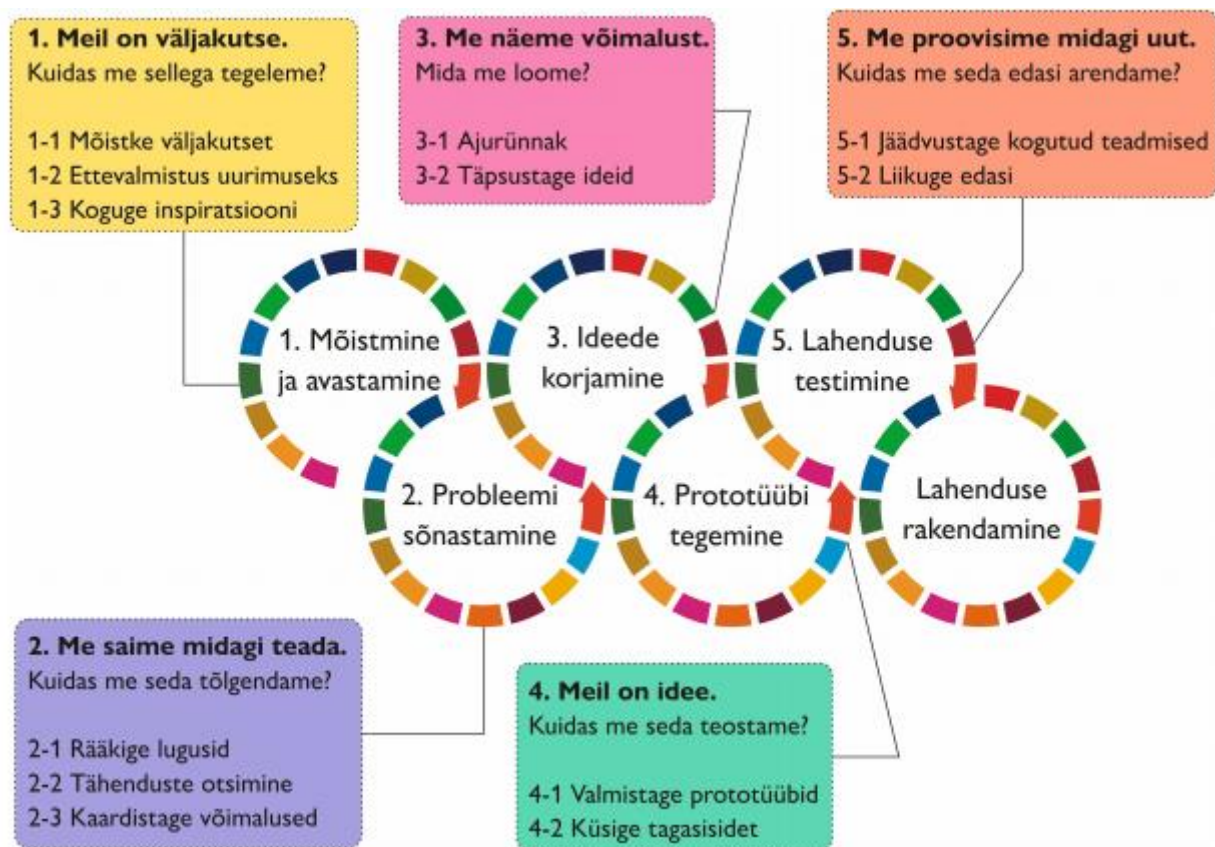 1. Meil on väljakutse.
Kuidas me sellega tegeleme?
1-1 Mõistke väljakutset
1-2 Ettevalmistus uurimuseks
1-3 Koguge inspiratsiooni
3. Me näeme võimalust.
Mida me loome?
3-1 Ajurünnak
3-2 Täpsustage ideid
5. Me proovisime midagi uut.
Kuidas me seda edasi arendame?
5-1 Jäädvustage kogutud teadmised
5-2 Liikuge edasi
1. Mõistmine
ja avastamine
3. Ideede
korjamine
5. Lahenduse
testimine
2. Probleemi
sõnastamine
4. Prototüübi
tegemine
Lahenduse
rakendamine
2. Me saime midagi teada.
Kuidas me seda tõlgendame?
2-1 Rääkige lugusid
2-2 Tähenduste otsimine
2-3 Kaardistage võimalused
4. Meil on idee.
Kuidas me seda teostame?
4-1 Valmistage prototüübid
4-2 Küsige tagasisidet